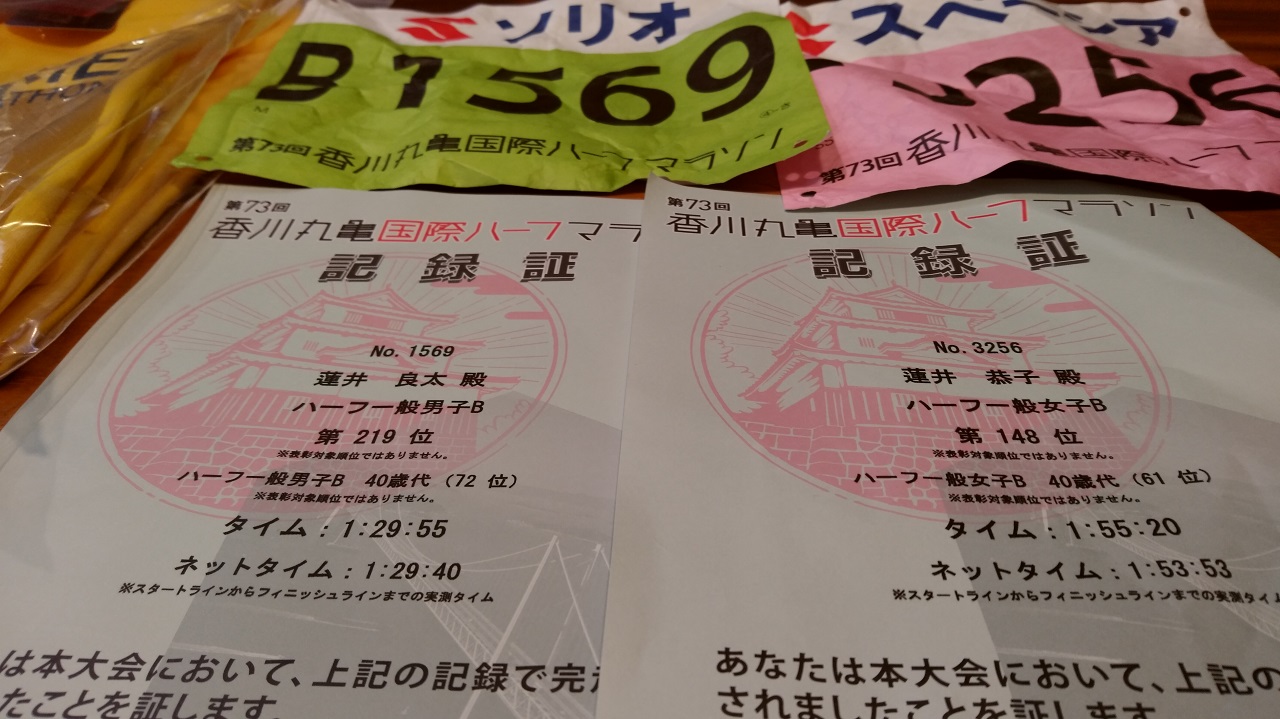 ソリオ
B1569
M
第73回 香川丸亀国際ハーフマラソン
スペーシア
325
第73回 香川丸亀国際ハーフ
THON
第73回
香川丸亀国際ハーフマラ
記録証
No. 1569
蓮井 良太 殿
ハーフ一般男子B
第 219 位
※表彰対象順位ではありません。
ハーフ一般男子B 40歳代 (72 位)
※表彰対象順位ではありません。
タイム : 1:29:55
ネットタイム : 1:29:40
※スタートラインからフィニッシュラインまでの実測タイム
は本大会において、上記の記録で完
たことを証します。
第73回
香川丸亀国際ハーフマラソン
記録証
No. 3256
蓮井 恭子 殿
ハーフ一般女子B
第 148 位
※表彰対象順位ではありません。
ハーフ一般女子B 40歳代 (61 位)
※表彰対象順位ではありません。
タイム : 1:55:20
ネットタイム : 1:53:53
※スタートラインからフィニッシュラインまでの実測タイ
あなたは本大会において、上記の
されましたことを証します